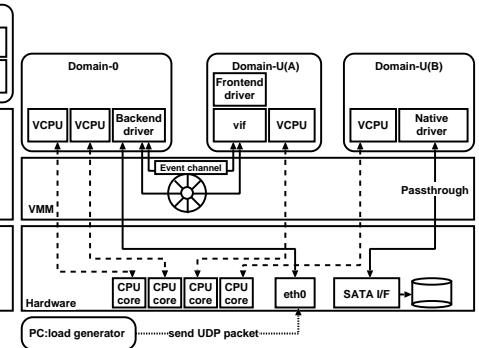 Domain-0
Domain-U(A)
Domain-U(B)
Frontend
driver
VCPU
VCPU
Backend
driver
vif
VCPU
VCPU
Native
driver
Event channel
Passthrough
VMM
CPU
core
CPU
core
CPU
core
CPU
core
eth0
SATA I/F
Hardware
PC:load generator
send UDP packet